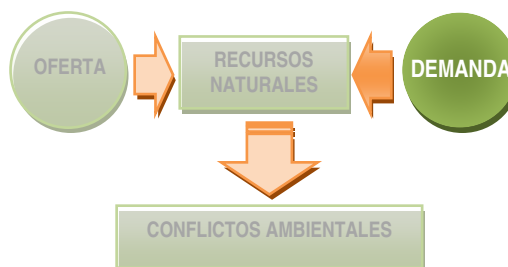 OFERTA
RECURSOS
NATURALES
DEMANDA
CONFLICTOS AMBIENTALES